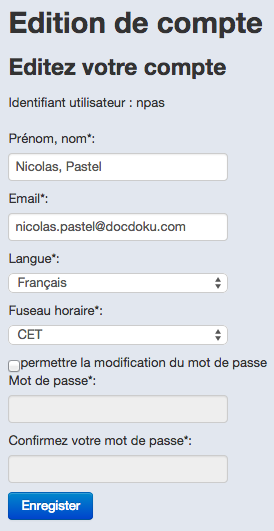 Edition de compte
Editez votre compte
Identifiant utilisateur : npas
Prénom, nom*:
Nicolas, Pastel
Email*:
nicolas.pastel@docdoku.com
Langue*:
Français
Fuseau horaire*:
CET
permettre la modification du mot de passe
Mot de passe*:
Confirmez votre mot de passe*:
Enregister